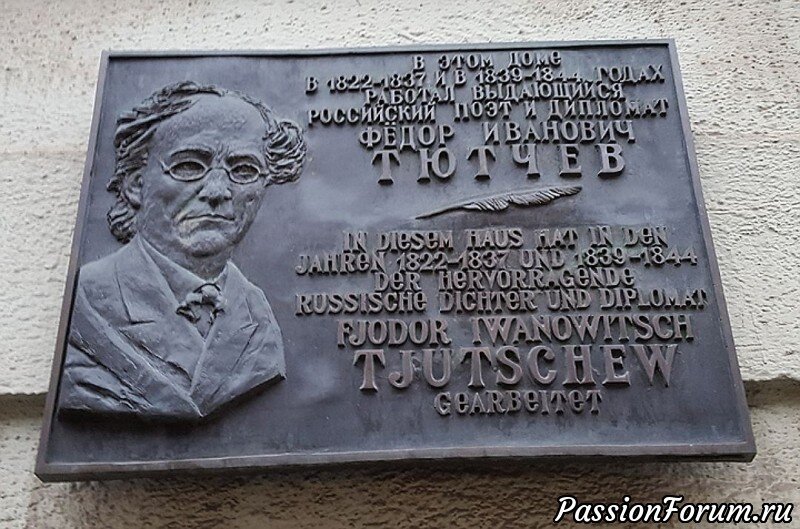 В ЭТОМ ДОМЕ
В 1822-1837 И В 1839-1844 ГОДАХ
РАБОТАЛ ВЫДАЮЩИЙСЯ
РОССИЙСКИЙ ПОЭТ И ДИПЛОМАТ
ФЁДОР ИВАНОВИЧ
ТЮТЧЕВ
IN DIESEM HAUS HAT IN DEN
JAHREN 1822-1837 UND 1839-1844
DER HERVORRAGENDE
RUSSISCHE DICHTER UND DIPLOMAT
FJODOR IWANOWITSCH
TJUTSCHEW
GEARBEITET
PassionForum.ru